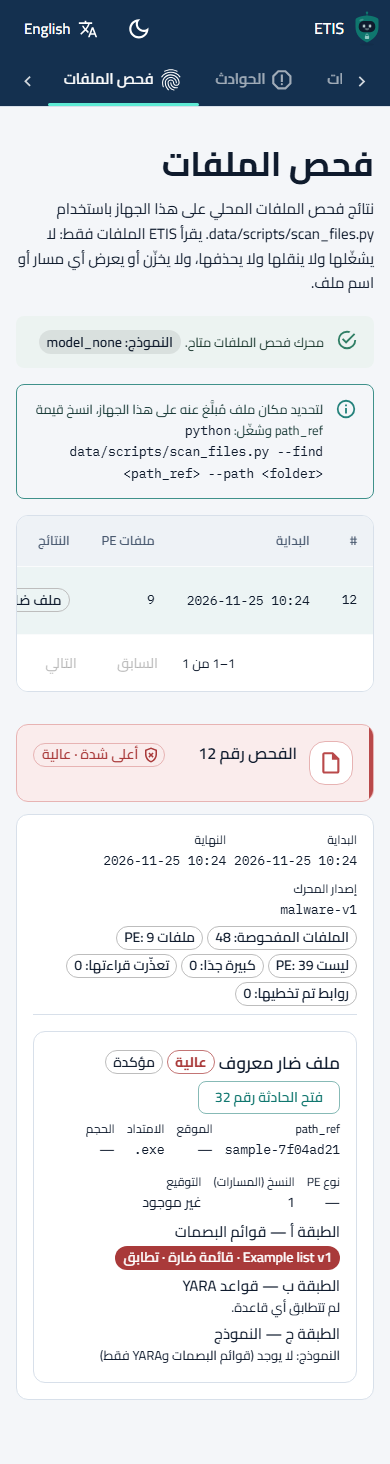 ETIS
English
ات
الحوادث
فحص الملفات
فحص الملفات
نتائج فحص الملفات المحلي على هذا الجهاز باستخدام
data/scripts/scan_files.py. يقرأ ETIS الملفات فقط: لا
يشغّلها ولا ينقلها ولا يحذفها، ولا يخزّن أو يعرض أي مسار أو
اسم ملف.
محرك فحص الملفات متاح. النموذج: model_none
لتحديد مكان ملف مُبلَّغ عنه على هذا الجهاز، انسخ قيمة
path_ref وشغّل: python
data/scripts/scan_files.py --find
<path_ref> --path <folder>
# البداية ملفات PE النتائج
12 2026-11-25 10:24 9 ملف ضا
1–1 من 1 السابق التالي
الفحص رقم 12 أعلى شدة · عالية
البداية النهاية
2026-11-25 10:24 2026-11-25 10:24
إصدار المحرك
malware-v1
الملفات المفحوصة: 48 ملفات PE: 9
ليست PE: 39 كبيرة جدًا: 0 تعذّرت قراءتها: 0
روابط تم تخطيها: 0
ملف ضار معروف عالية مؤكدة
فتح الحادثة رقم 32
path_ref الموقع الامتداد الحجم
sample-7f04ad21 — .exe —
نوع PE النسخ (المسارات) التوقيع
— 1 غير موجود
الطبقة أ — قوائم البصمات
Example list v1 · قائمة ضارة · تطابق
الطبقة ب — قواعد YARA
لم تتطابق أي قاعدة.
الطبقة ج — النموذج
النموذج: لا يوجد (قوائم البصمات وYARA فقط)